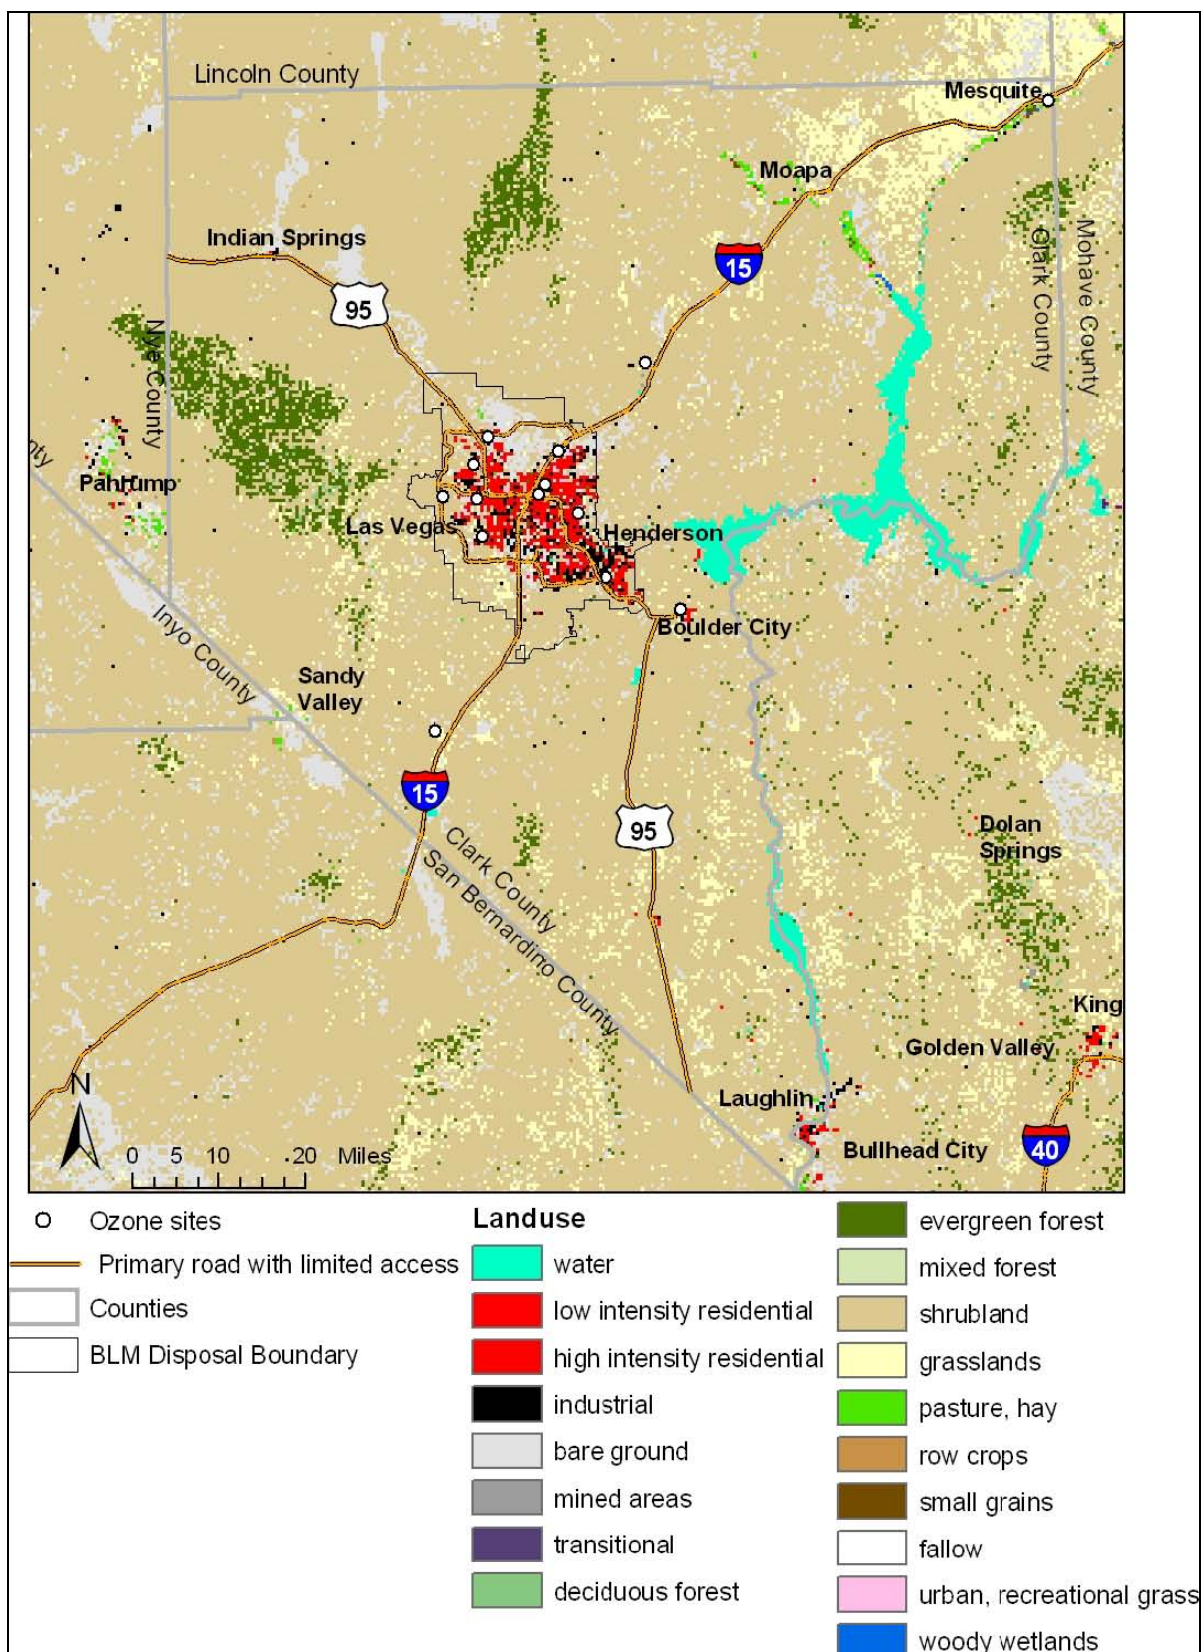 Lincoln County
Mesquite
Moapa
Indian Springs
15
95
Mohave County
Clark County
Nye County
nty
Pahrump
Las Vegas
Henderson
Boulder City
Inyo County
Sandy
Valley
15
95
Clark County
San Bernardino County
Dolan
Springs
King
Golden Valley
N
Laughlin
Bullhead City
40
0 5 10 20 Miles
Ozone sites
Primary road with limited access
Counties
BLM Disposal Boundary
Landuse
water
low intensity residential
high intensity residential
industrial
bare ground
mined areas
transitional
deciduous forest
evergreen forest
mixed forest
shrubland
grasslands
pasture, hay
row crops
small grains
fallow
urban, recreational grass
woody wetlands